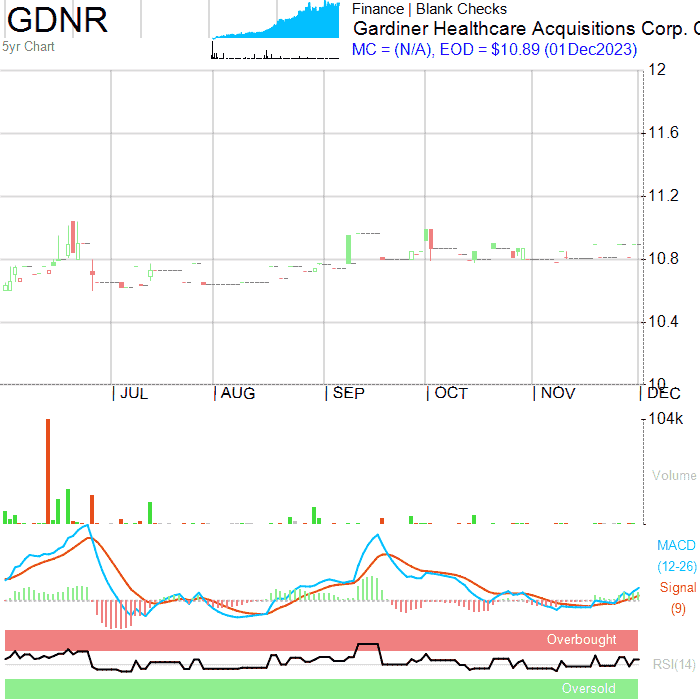 GDNR
5yr Chart
Finance | Blank Checks
Gardiner Healthcare Acquisitions Corp. C
MC = (N/A), EOD = $10.89 (01Dec2023)
12
11.6
11.2
10.8
10.4
10
JUL
AUG
SEP
OCT
NOV
DEC
104k
Volume
MACD
(12-26)
Signal
(9)
Overbought
RSI(14)
Oversold